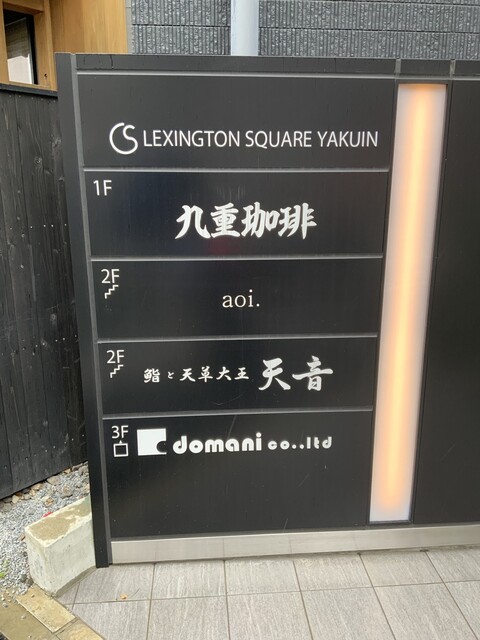 LEXINGTON SQUARE YAKUIN
1F
九重珈琲
2F
aoi.
2F
鮨と天草大王 天音
3F
domani co.,ltd